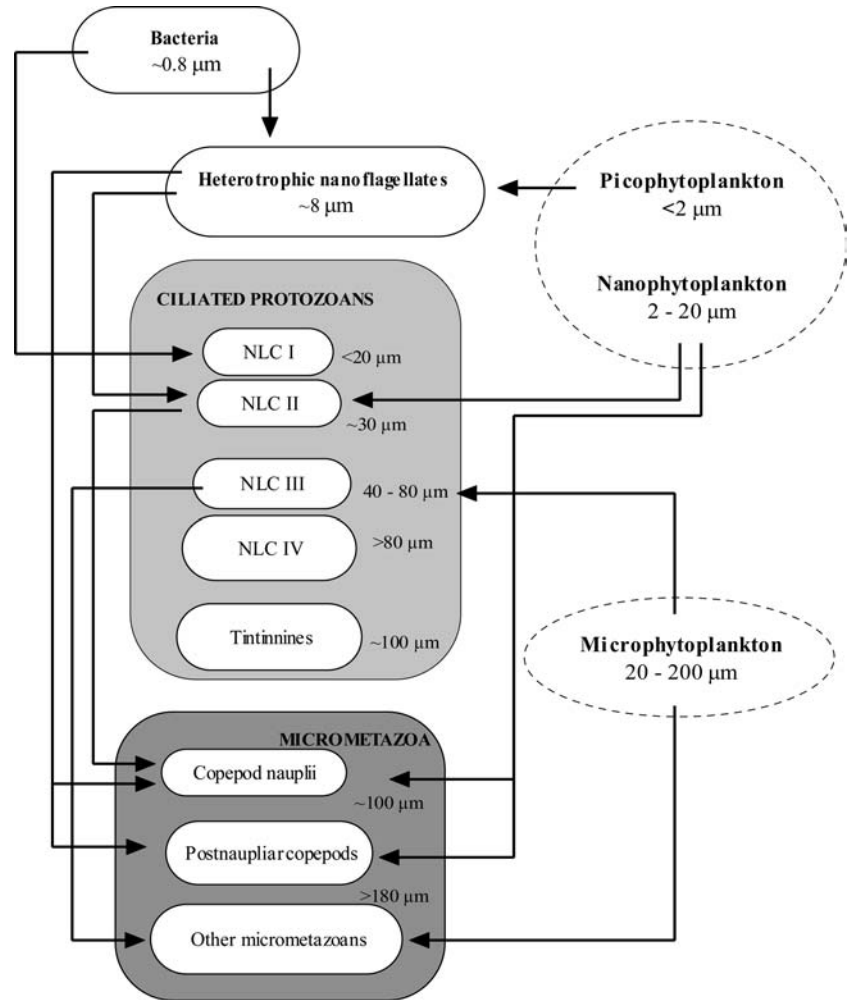 Bacteria
~0.8 μm
Heterotrophic nanoflagellates
~8 μm
Picophytoplankton
<2 μm
Nanophytoplankton
2 - 20 μm
CILIATED PROTOZOANS
NLC I
<20 μm
NLC II
~30 μm
NLC III
40 - 80 μm
NLC IV
>80 μm
Tintinnines
~100 μm
Microphytoplankton
20 - 200 μm
MICROMETAZOA
Copepod nauplii
~100 μm
Postnaupliar copepods
>180 μm
Other micrometazoans